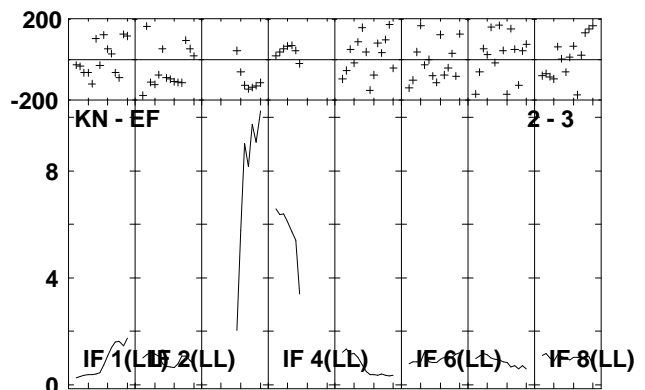 200
-200
KN - EF 2 - 3
8
4
0
IF 1(LL) IF 2(LL) IF 4(LL) IF 6(LL) IF 8(LL)